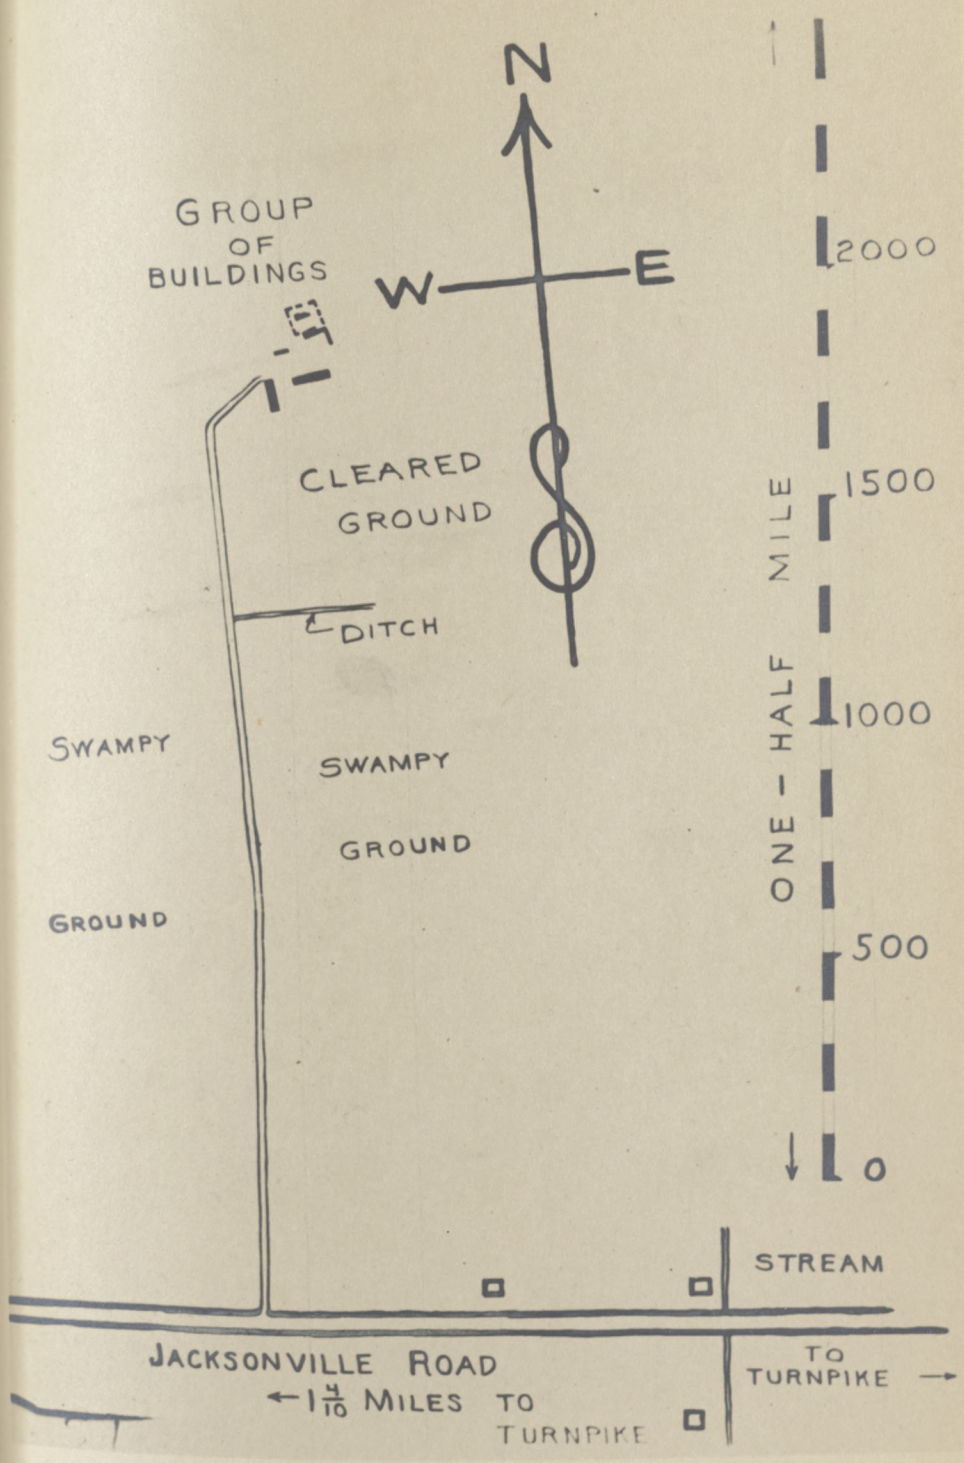 N
GROUP
OF
BUILDINGS
W
E
2000
CLEARED
GROUND
1500
DITCH
ONE-HALF MILE
1000
SWAMPY
SWAMPY
GROUND
GROUND
500
0
STREAM
JACKSONVILLE ROAD
TO
TURNPIKE →
← 1 4/10 MILES TO
TURNPIKE